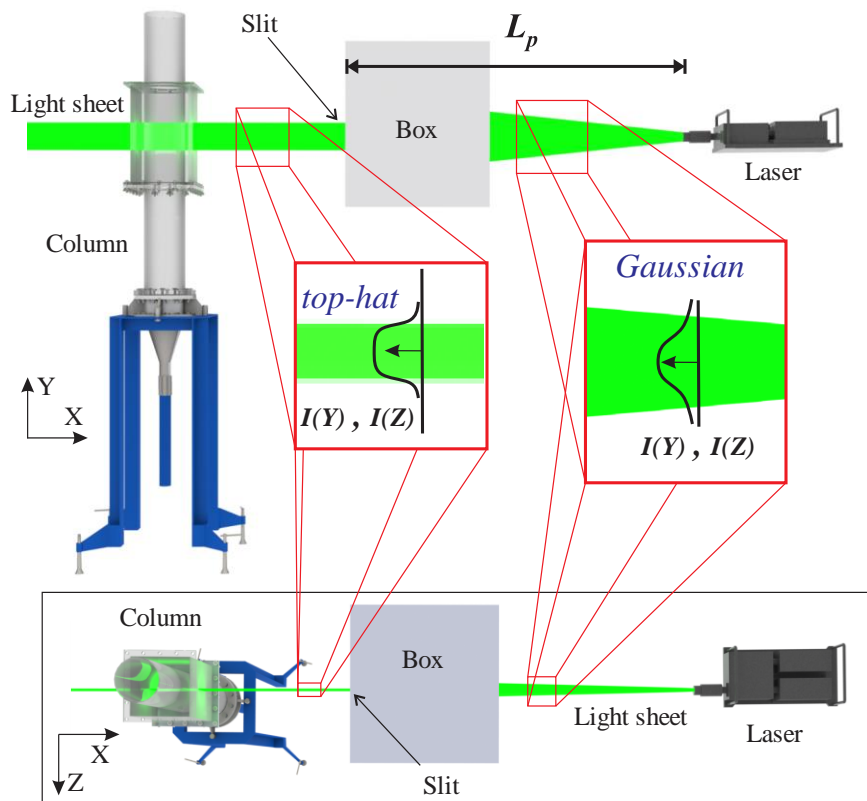 Slit
L_p
Light sheet
Box
Laser
Column
top-hat
Gaussian
Y
X
I(Y) , I(Z)
I(Y) , I(Z)
Column
Box
Light sheet
Laser
X
Z
Slit